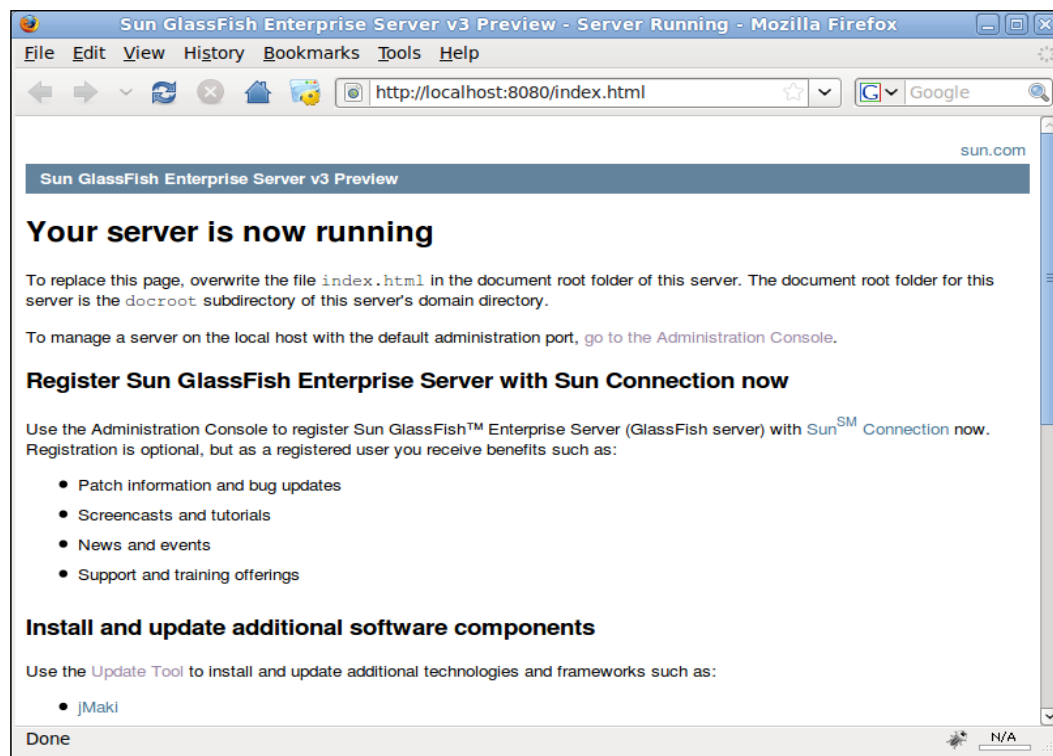 Sun GlassFish Enterprise Server v3 Preview - Server Running - Mozilla Firefox
File Edit View History Bookmarks Tools Help
http://localhost:8080/index.html
G Google
sun.com
Sun GlassFish Enterprise Server v3 Preview
Your server is now running
To replace this page, overwrite the file index.html in the document root folder of this server. The document root folder for this
server is the docroot subdirectory of this server's domain directory.
To manage a server on the local host with the default administration port, go to the Administration Console.
Register Sun GlassFish Enterprise Server with Sun Connection now
Use the Administration Console to register Sun GlassFish™ Enterprise Server (GlassFish server) with Sun℠ Connection now.
Registration is optional, but as a registered user you receive benefits such as:
• Patch information and bug updates
• Screencasts and tutorials
• News and events
• Support and training offerings
Install and update additional software components
Use the Update Tool to install and update additional technologies and frameworks such as:
• jMaki
Done
N/A